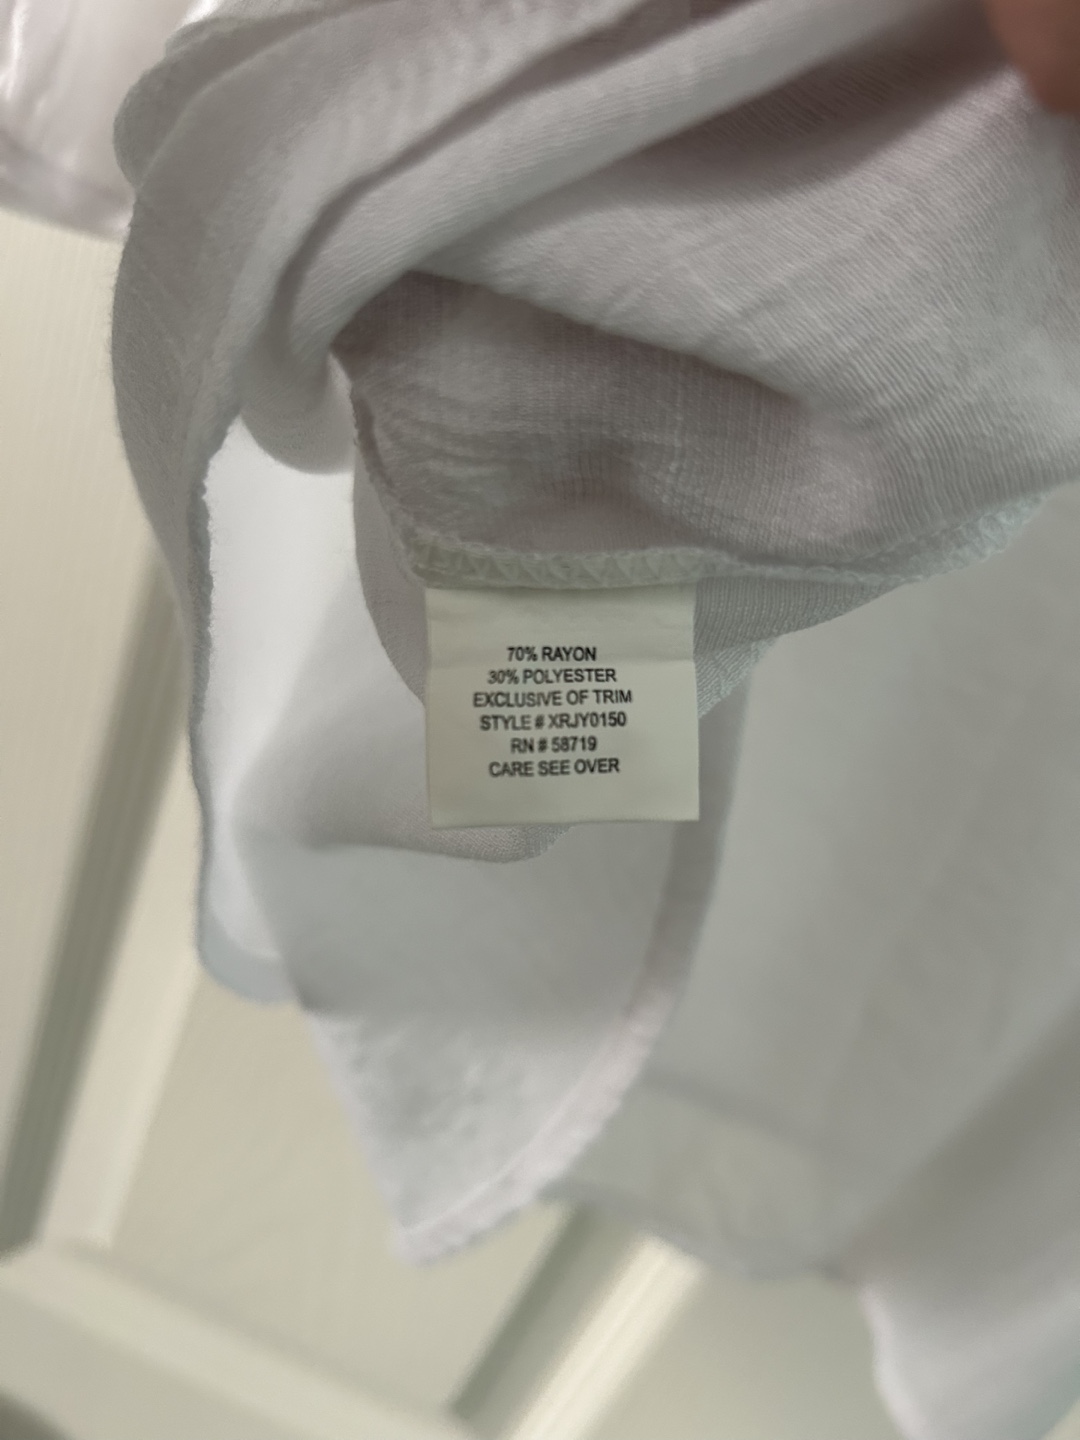 70% RAYON
30% POLYESTER
EXCLUSIVE OF TRIM
STYLE # XRJY0150
RN # 58719
CARE SEE OVER